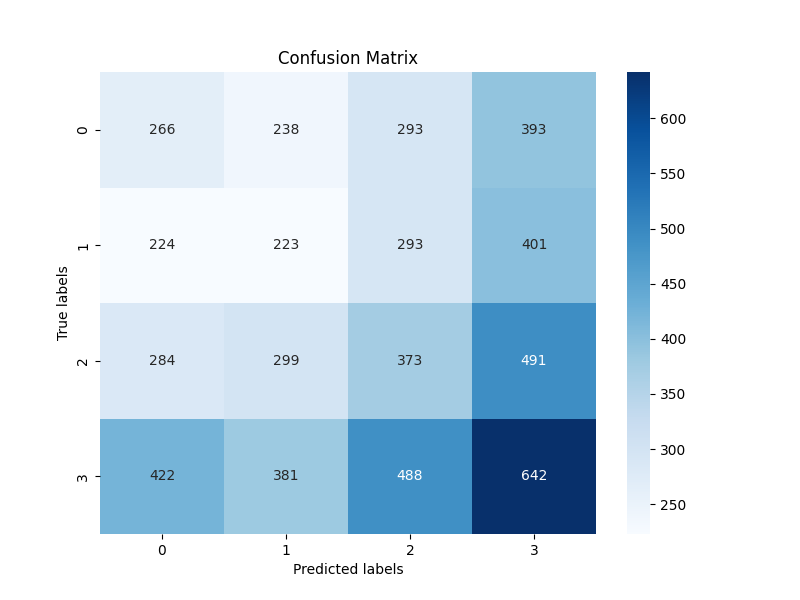 Confusion Matrix
True labels
0 266 238 293 393
1 224 223 293 401
2 284 299 373 491
3 422 381 488 642
0 1 2 3
Predicted labels
600
550
500
450
400
350
300
250